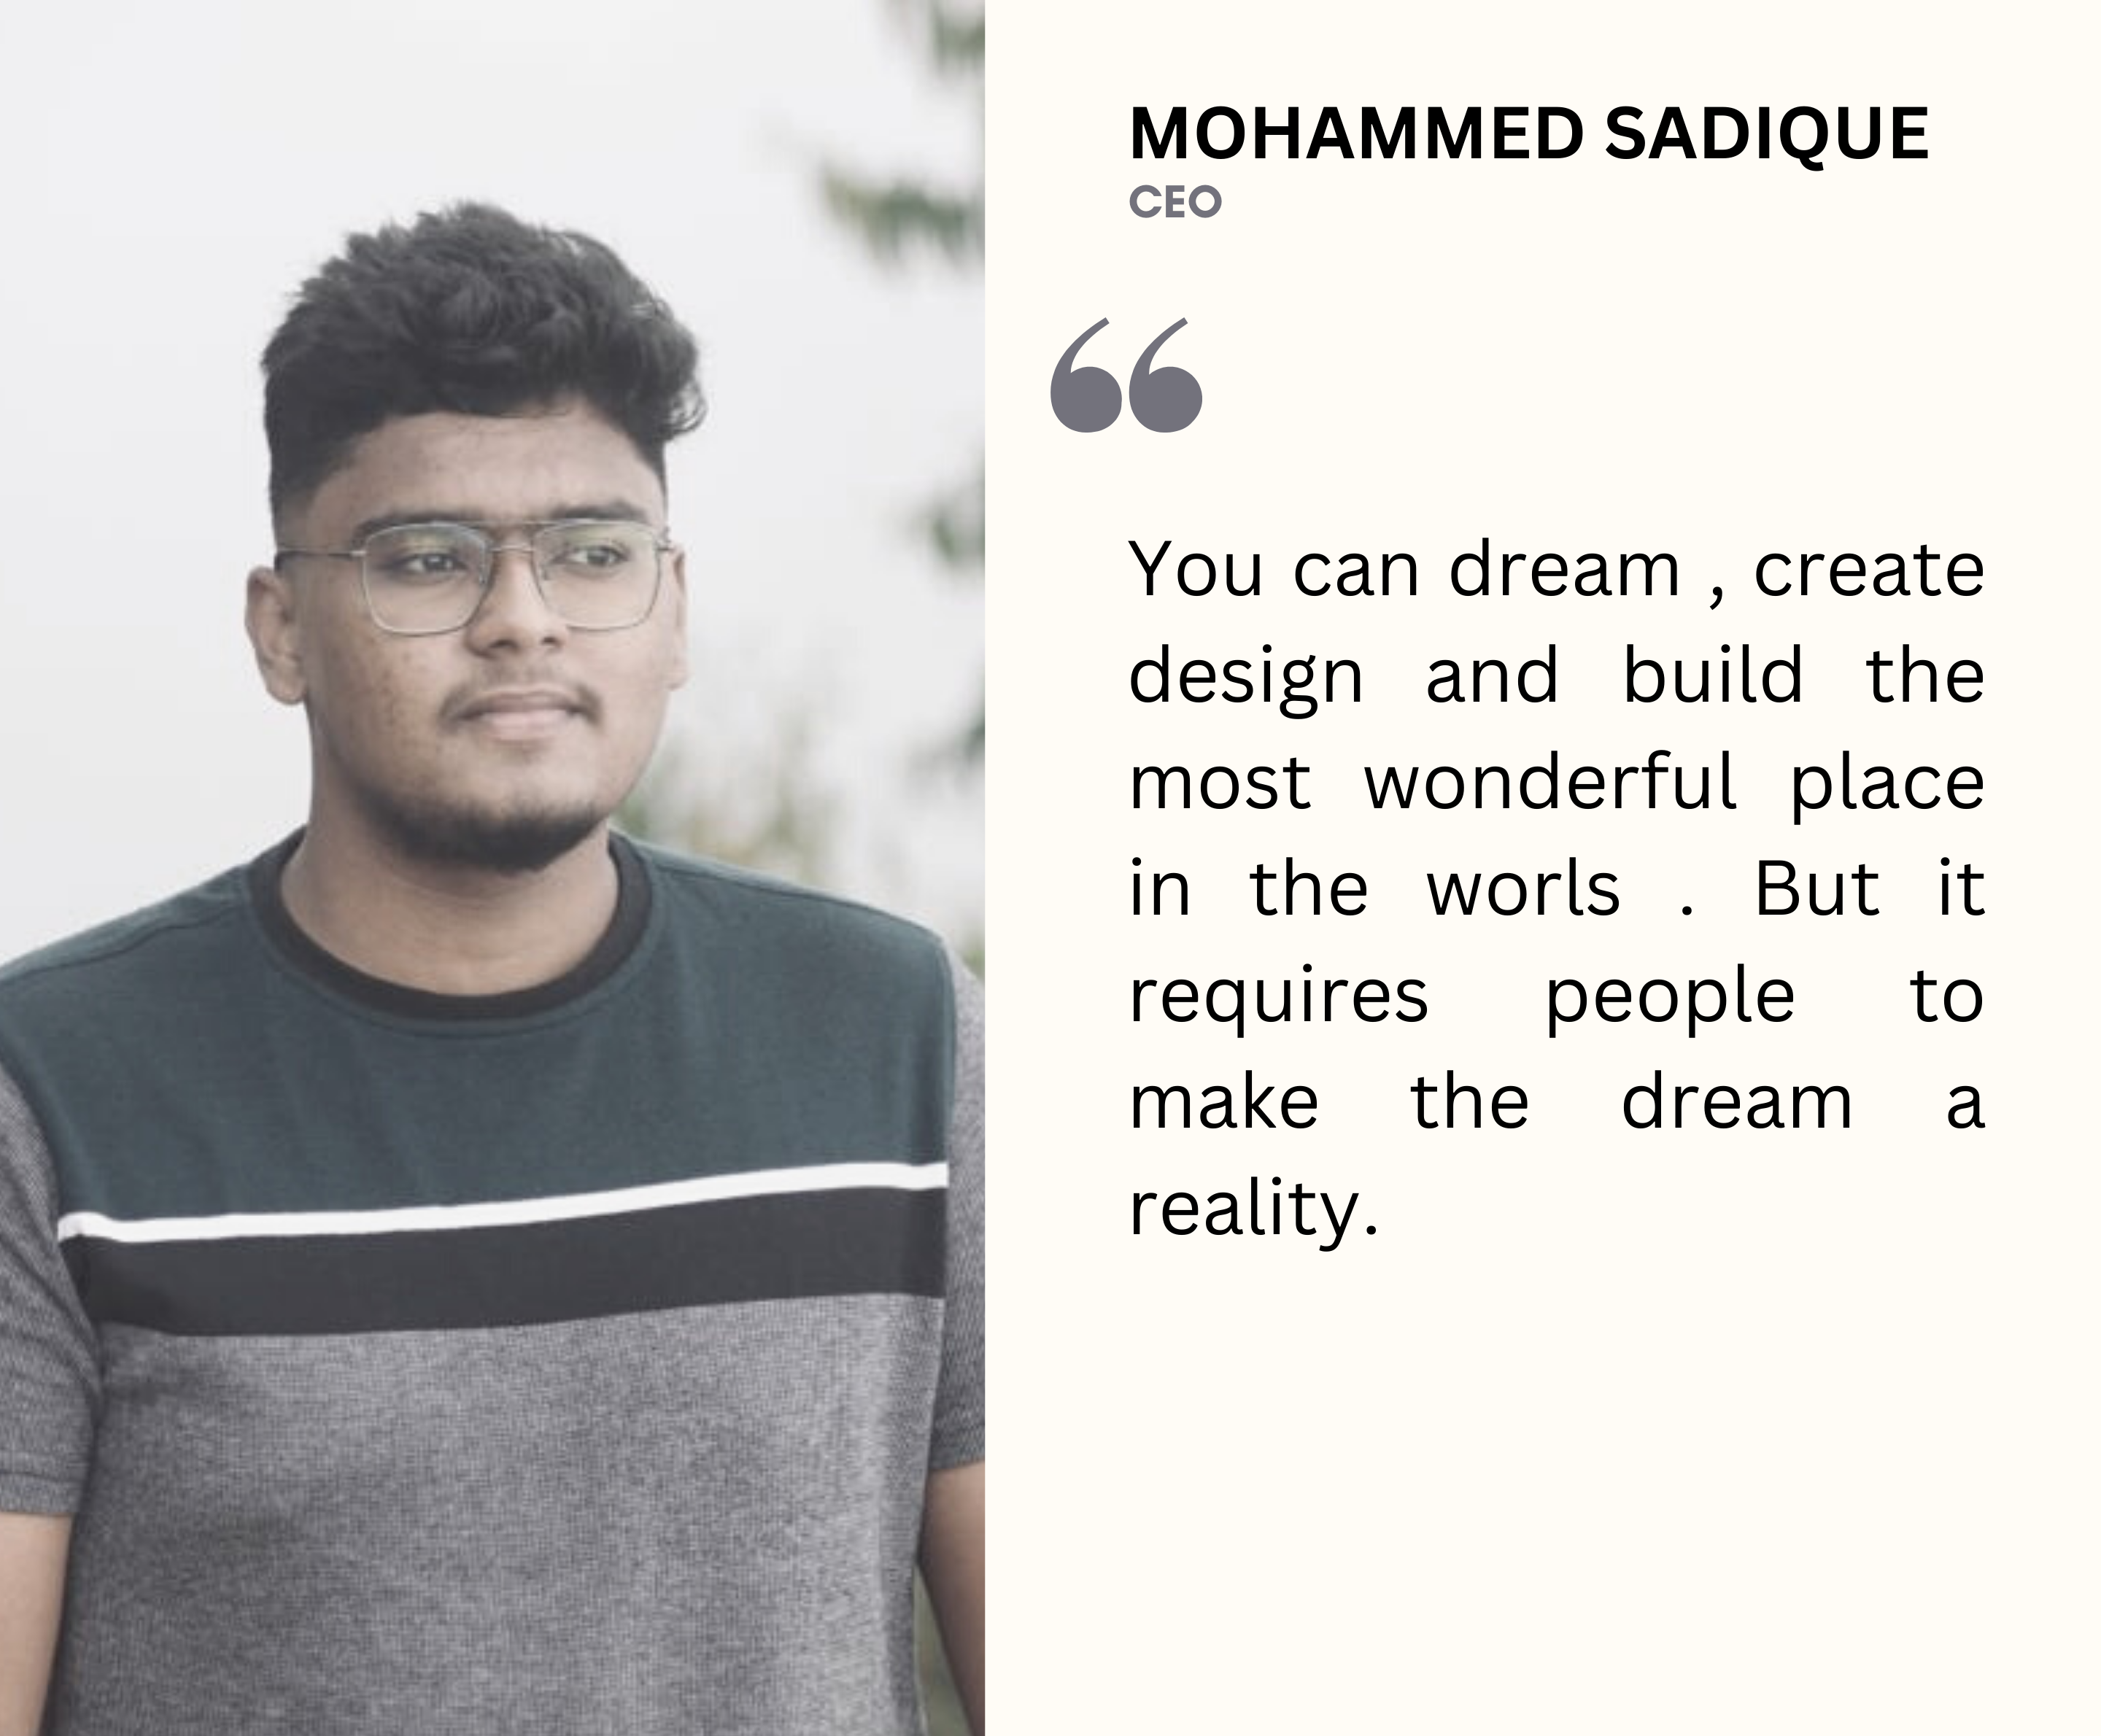 MOHAMMED SADIQUE
CEO
“
You can dream , create
design and build the
most wonderful place
in the worls . But it
requires people to
make the dream a
reality.